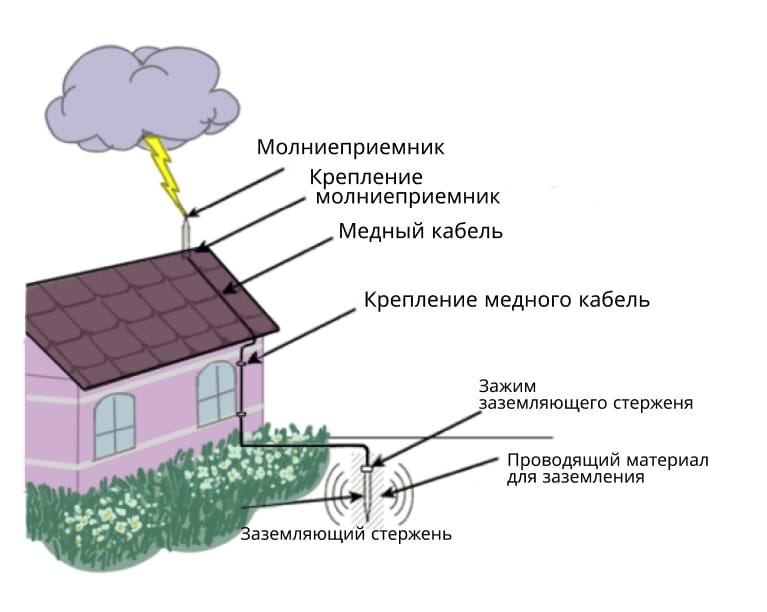 Молниеприемник
Крепление
молниеприемник
Медный кабель
Крепление медного кабель
Зажим
заземляющего стерженя
Проводящий материал
для заземления
Заземляющий стержень